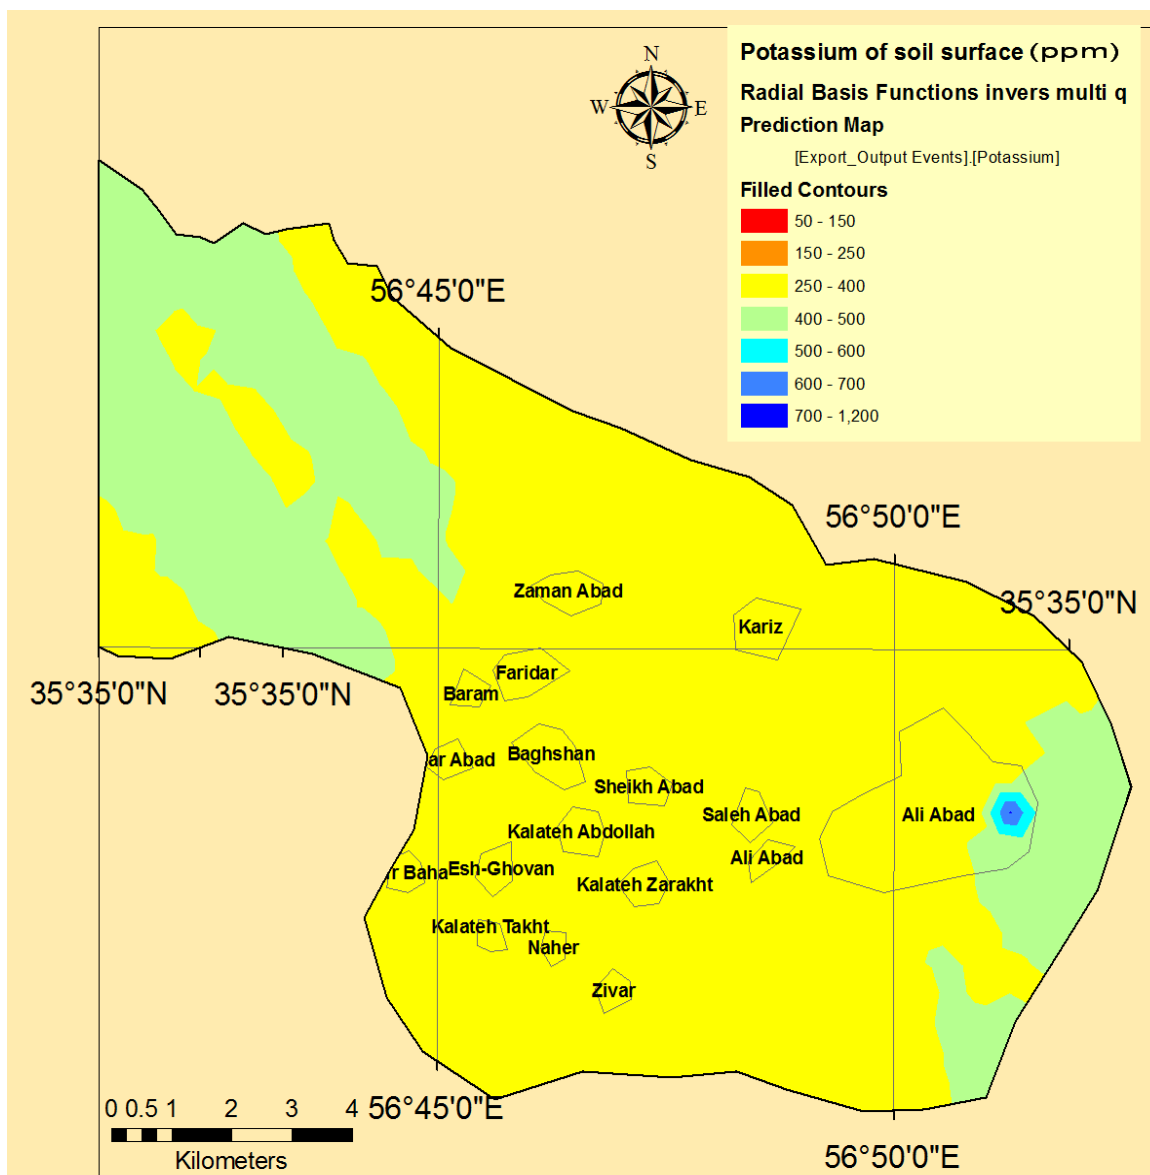 Potassium of soil surface (ppm)
Radial Basis Functions invers multi q
Prediction Map
[Export_Output Events].[Potassium]
Filled Contours
50 - 150
150 - 250
250 - 400
400 - 500
500 - 600
600 - 700
700 - 1,200
N
W E
S
56°45'0"E
56°50'0"E
35°35'0"N
Zaman Abad
Kariz
35°35'0"N 35°35'0"N
Faridar
Baram
ar Abad
Baghshan
Sheikh Abad
Saleh Abad
Ali Abad
Kalateh Abdollah
Ali Abad
r Baha
Esh-Ghovan
Kalateh Zarakht
Kalateh Takht
Naher
Zivar
0 0.5 1 2 3 4
Kilometers
56°45'0"E
56°50'0"E